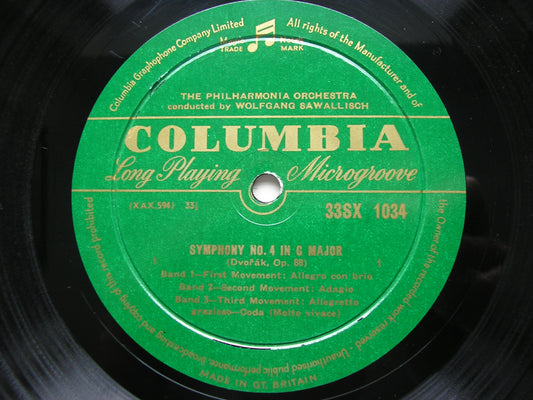 Columbia Graphophone Company Limited
All rights of the Manufacturer and of
TRADE MARK
THE PHILHARMONIA ORCHESTRA
conducted by WOLFGANG SAWALLISCH
COLUMBIA
Long Playing Microgroove
(XAX.594) 33
33SX 1034
SYMPHONY NO. 4 IN G MAJOR
1 (Dvořák, Op. 88) 1
Band 1—First Movement: Allegro con brio
Band 2—Second Movement: Adagio
Band 3—Third Movement: Allegretto
grazioso—Coda (Molto vivace)
the Owner of the recorded work reserved - Unauthorised public performance, Broadcasting and copying of this record prohibited
MADE IN GT. BRITAIN